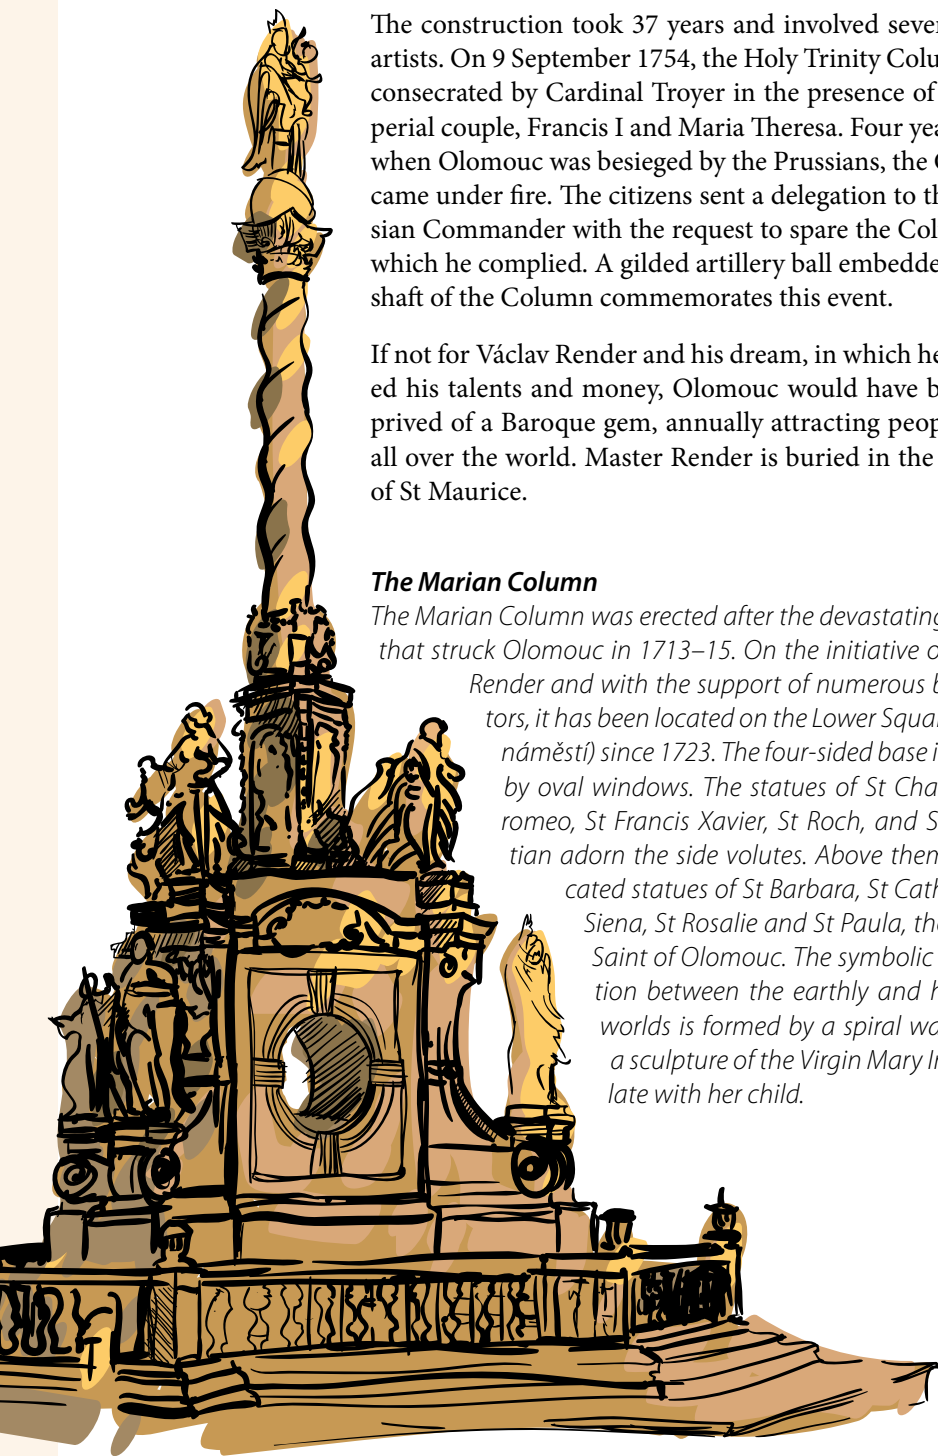 The construction took 37 years and involved sever
artists. On 9 September 1754, the Holy Trinity Colu
consecrated by Cardinal Troyer in the presence of
perial couple, Francis I and Maria Theresa. Four yea
when Olomouc was besieged by the Prussians, the C
came under fire. The citizens sent a delegation to th
sian Commander with the request to spare the Col
which he complied. A gilded artillery ball embedde
shaft of the Column commemorates this event.
If not for Václav Render and his dream, in which he
ed his talents and money, Olomouc would have b
prived of a Baroque gem, annually attracting peop
all over the world. Master Render is buried in the
of St Maurice.
The Marian Column
The Marian Column was erected after the devastating
that struck Olomouc in 1713–15. On the initiative o
Render and with the support of numerous b
tors, it has been located on the Lower Squar
náměstí) since 1723. The four-sided base i
by oval windows. The statues of St Cha
romeo, St Francis Xavier, St Roch, and S
tian adorn the side volutes. Above them
cated statues of St Barbara, St Cath
Siena, St Rosalie and St Paula, the
Saint of Olomouc. The symbolic
tion between the earthly and h
worlds is formed by a spiral wa
a sculpture of the Virgin Mary In
late with her child.